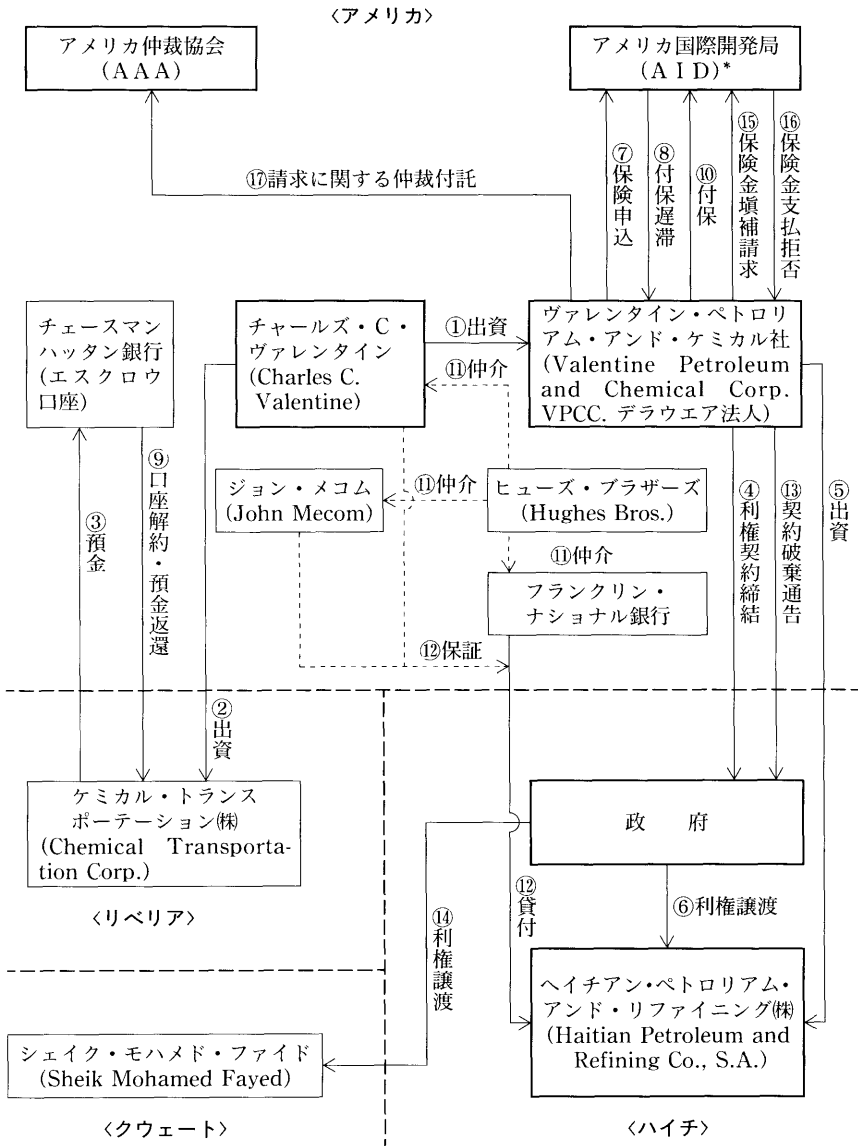 〈アメリカ〉
アメリカ仲裁協会
(ＡＡＡ)
アメリカ国際開発局
(ＡＩＤ)*
⑰請求に関する仲裁付託
⑦保険申込
⑧付保遅滞
⑩付保
⑮保険金塡補請求
⑯保険金支払拒否
チェースマン
ハッタン銀行
(エスクロウ
口座)
チャールズ・Ｃ・
ヴァレンタイン
(Charles C.
Valentine)
①出資
⑪仲介
ヴァレンタイン・ペトロリ
アム・アンド・ケミカル社
(Valentine Petroleum
and Chemical Corp.
VPCC. デラウエア法人)
③預金
⑨口座解約・預金返還
ジョン・メコム
(John Mecom)
⑪仲介
ヒューズ・ブラザーズ
(Hughes Bros.)
⑪仲介
フランクリン・
ナショナル銀行
④利権契約締結
⑬契約破棄通告
⑤出資
⑫保証
②出資
ケミカル・トランス
ポーテーション㈱
(Chemical Transporta-
tion Corp.)
〈リベリア〉
政　府
⑭利権譲渡
⑫貸付
⑥利権譲渡
ヘイチアン・ペトロリアム・
アンド・リファイニング㈱
(Haitian Petroleum and
Refining Co., S.A.)
シェイク・モハメド・ファイド
(Sheik Mohamed Fayed)
〈クウェート〉
〈ハイチ〉